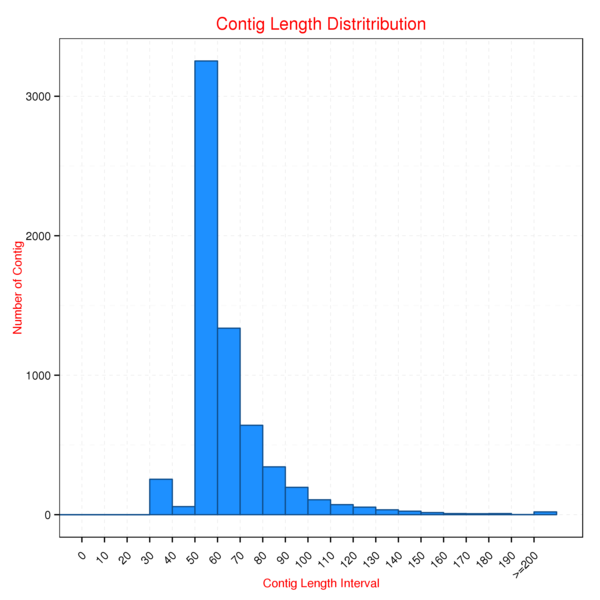 Contig Length Distritribution
Number of Contig
3000
2000
1000
0
0 10 20 30 40 50 60 70 80 90 100 110 120 130 140 150 160 170 180 190 >=200
Contig Length Interval